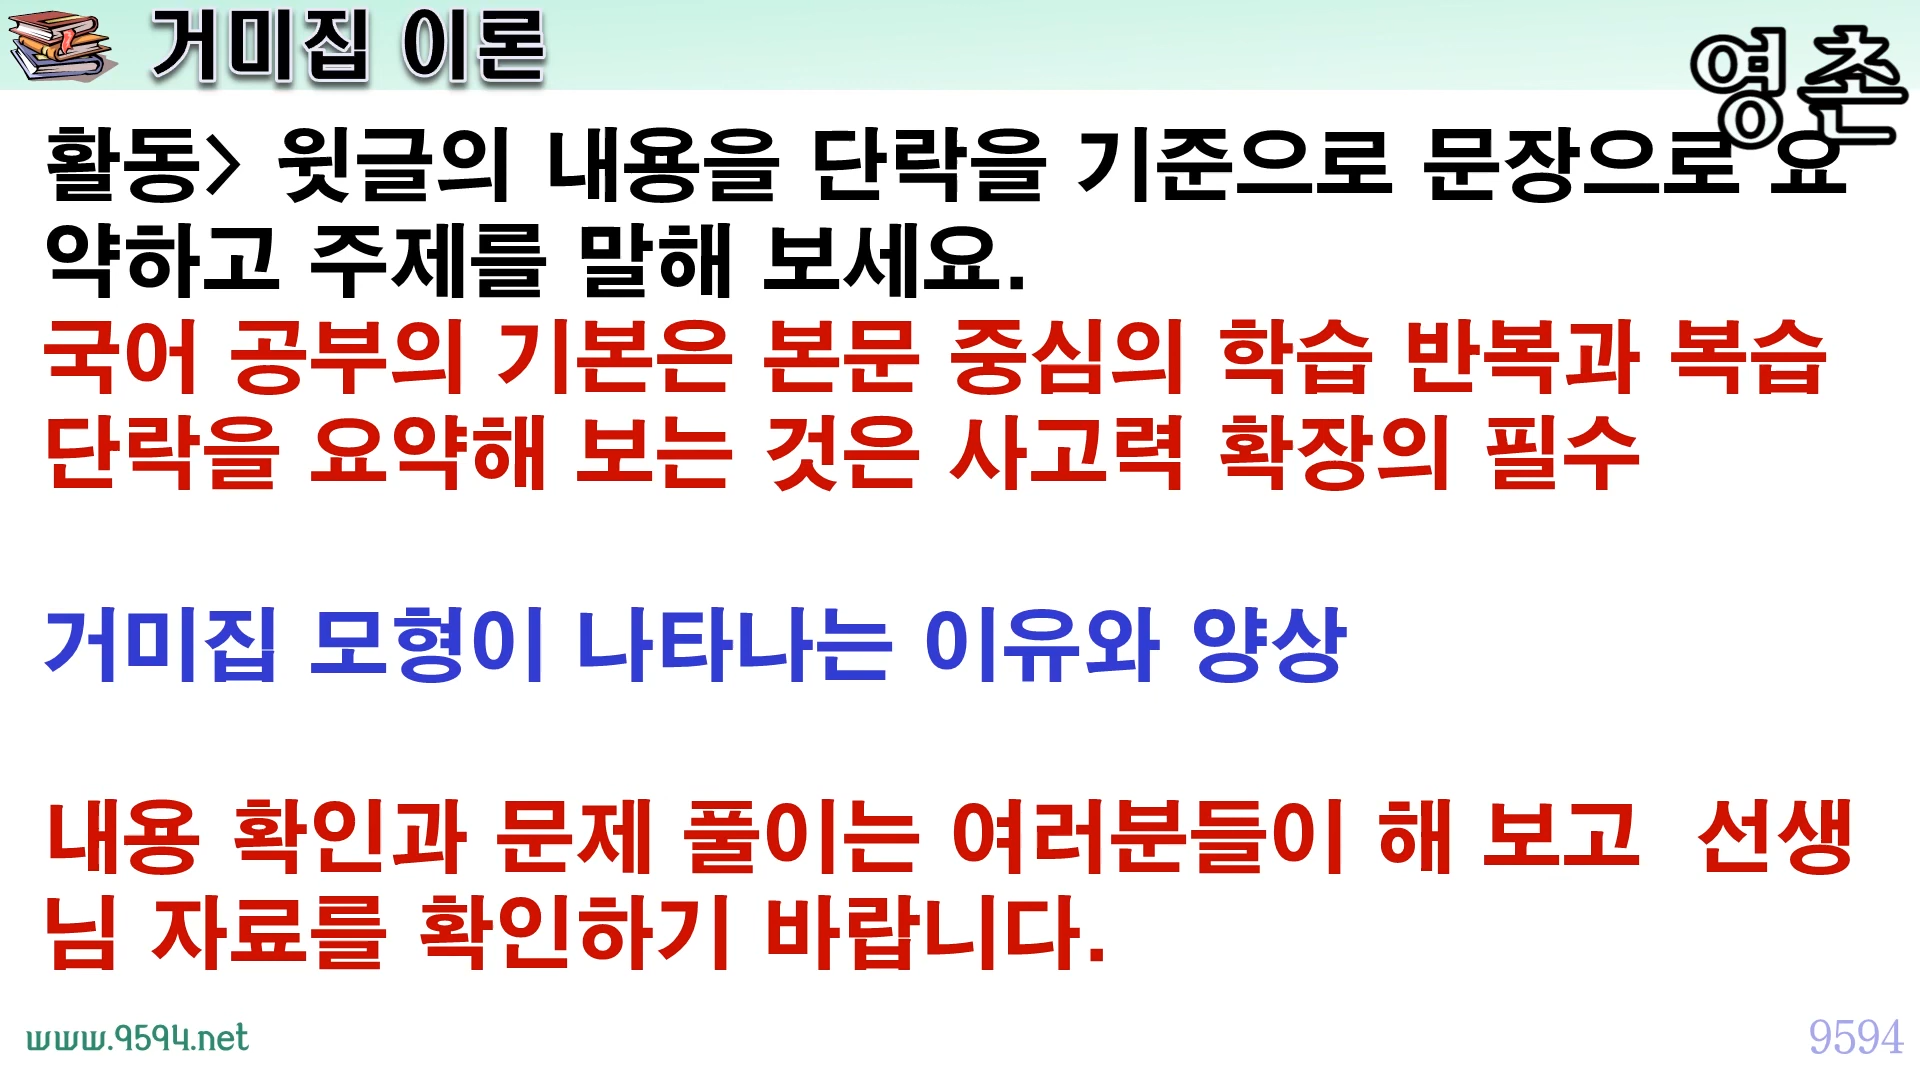 거미집 이론
영촌
활동> 윗글의 내용을 단락을 기준으로 문장으로 요
약하고 주제를 말해 보세요.
국어 공부의 기본은 본문 중심의 학습 반복과 복습
단락을 요약해 보는 것은 사고력 확장의 필수
거미집 모형이 나타나는 이유와 양상
내용 확인과 문제 풀이는 여러분들이 해 보고  선생
님 자료를 확인하기 바랍니다.
www.9594.net
9594